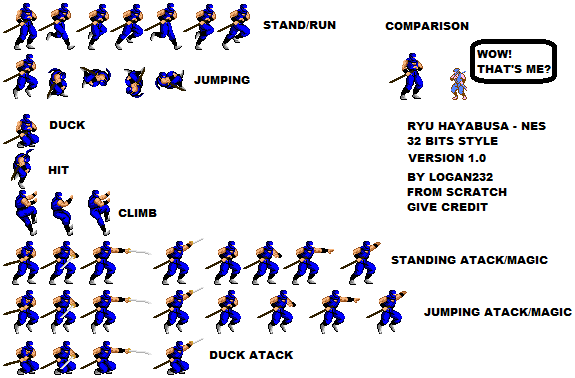 STAND/RUN
COMPARISON
WOW!
THAT'S ME?
JUMPING
DUCK
RYU HAYABUSA - NES
32 BITS STYLE
VERSION 1.0
HIT
BY LOGAN232
FROM SCRATCH
GIVE CREDIT
CLIMB
STANDING ATACK/MAGIC
JUMPING ATACK/MAGIC
DUCK ATACK